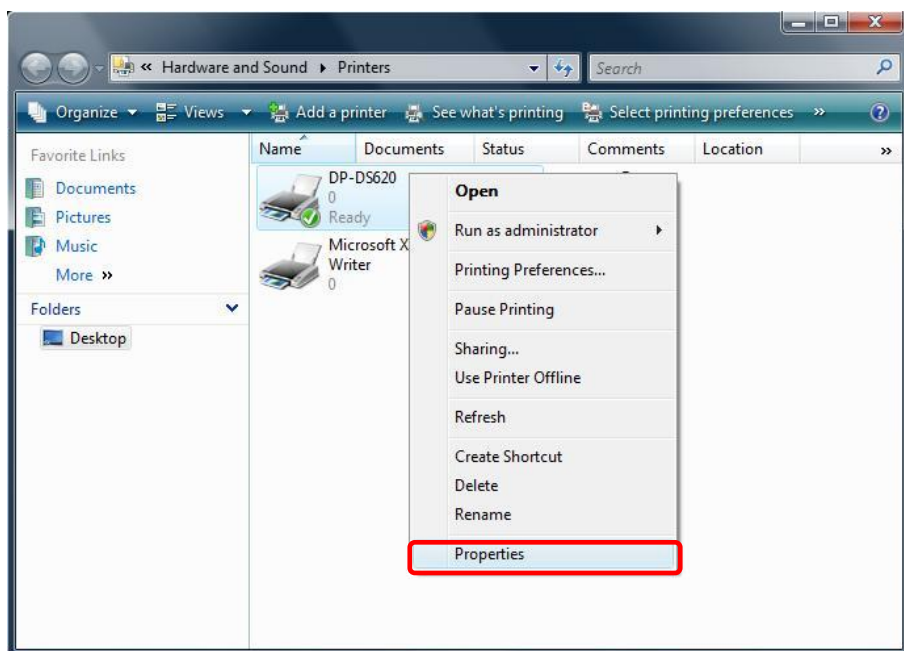 « Hardware and Sound ▸ Printers
Search
Organize Views Add a printer See what's printing Select printing preferences »
Favorite Links
Documents
Pictures
Music
More »
Folders
Desktop
Name Documents Status Comments Location »
DP-DS620
0
Ready
Microsoft X
Writer
0
Open
Run as administrator
Printing Preferences...
Pause Printing
Sharing...
Use Printer Offline
Refresh
Create Shortcut
Delete
Rename
Properties